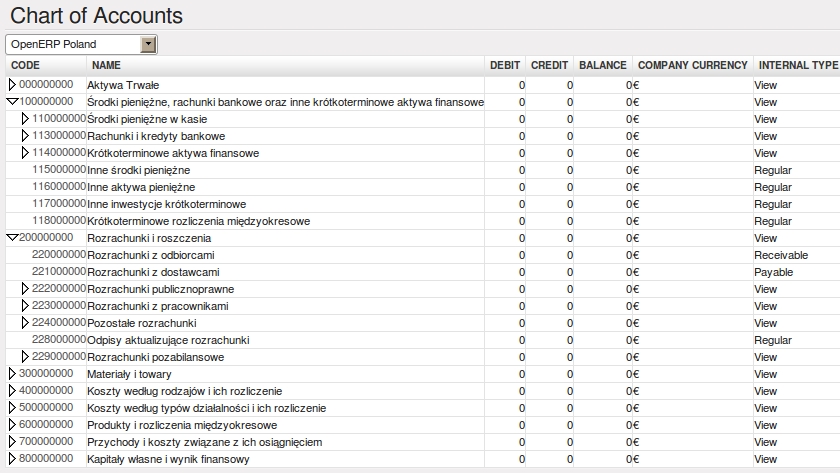 Chart of Accounts
OpenERP Poland
CODE NAME DEBIT CREDIT BALANCE COMPANY CURRENCY INTERNAL TYPE
000000000 Aktywa Trwałe 0 0 0 € View
100000000 Środki pieniężne, rachunki bankowe oraz inne krótkoterminowe aktywa finansowe 0 0 0 € View
110000000 Środki pieniężne w kasie 0 0 0 € View
113000000 Rachunki i kredyty bankowe 0 0 0 € View
114000000 Krótkoterminowe aktywa finansowe 0 0 0 € View
115000000 Inne środki pieniężne 0 0 0 € Regular
116000000 Inne aktywa pieniężne 0 0 0 € Regular
117000000 Inne inwestycje krótkoterminowe 0 0 0 € Regular
118000000 Krótkoterminowe rozliczenia międzyokresowe 0 0 0 € Regular
200000000 Rozrachunki i roszczenia 0 0 0 € View
220000000 Rozrachunki z odbiorcami 0 0 0 € Receivable
221000000 Rozrachunki z dostawcami 0 0 0 € Payable
222000000 Rozrachunki publicznoprawne 0 0 0 € View
223000000 Rozrachunki z pracownikami 0 0 0 € View
224000000 Pozostałe rozrachunki 0 0 0 € View
228000000 Odpisy aktualizujące rozrachunki 0 0 0 € Regular
229000000 Rozrachunki pozabilansowe 0 0 0 € View
300000000 Materiały i towary 0 0 0 € View
400000000 Koszty według rodzajów i ich rozliczenie 0 0 0 € View
500000000 Koszty według typów działalności i ich rozliczenie 0 0 0 € View
600000000 Produkty i rozliczenia międzyokresowe 0 0 0 € View
700000000 Przychody i koszty związane z ich osiągnięciem 0 0 0 € View
800000000 Kapitały własne i wynik finansowy 0 0 0 € View